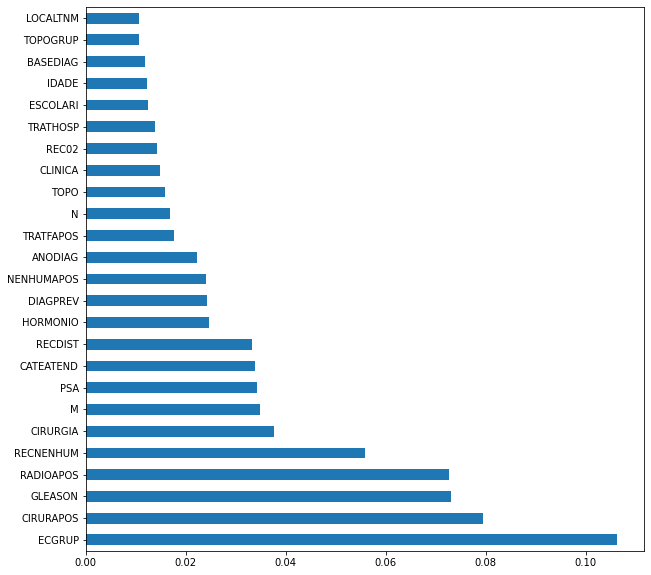 LOCALTNM
TOPOGRUP
BASEDIAG
IDADE
ESCOLARI
TRATHOSP
REC02
CLINICA
TOPO
N
TRATFAPOS
ANODIAG
NENHUMAPOS
DIAGPREV
HORMONIO
RECDIST
CATEATEND
PSA
M
CIRURGIA
RECNENHUM
RADIOAPOS
GLEASON
CIRURAPOS
ECGRUP
0.00 0.02 0.04 0.06 0.08 0.10